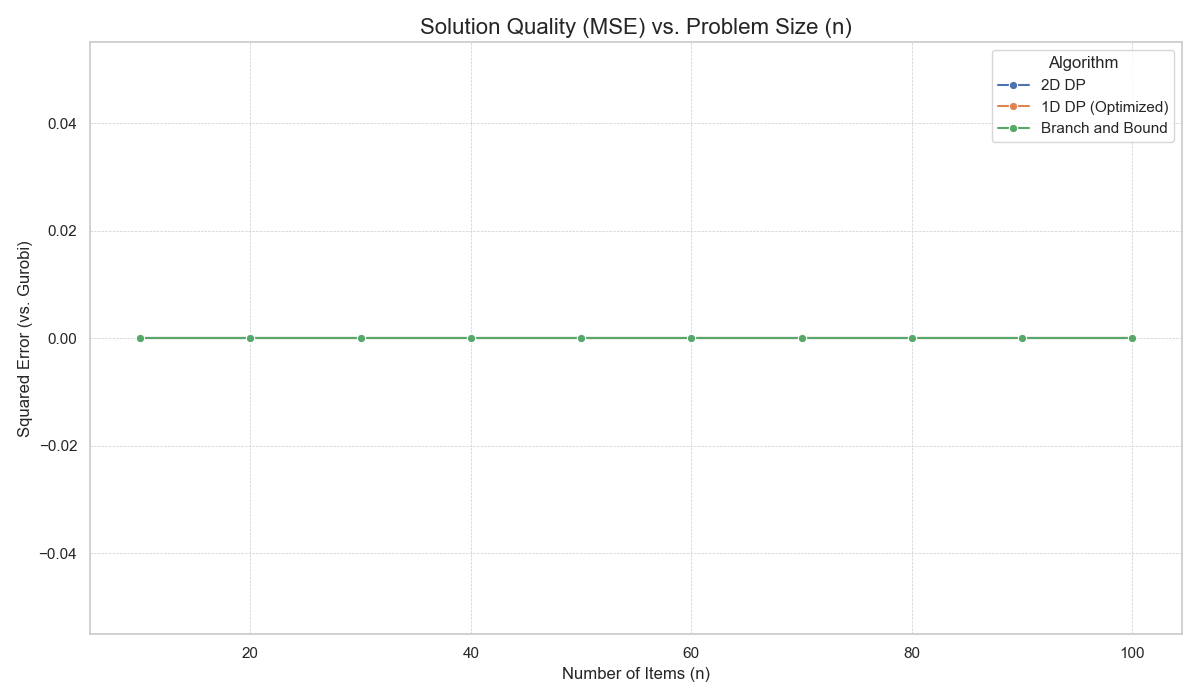 Solution Quality (MSE) vs. Problem Size (n)
Algorithm
2D DP
1D DP (Optimized)
Branch and Bound
Squared Error (vs. Gurobi)
0.04
0.02
0.00
−0.02
−0.04
20
40
60
80
100
Number of Items (n)